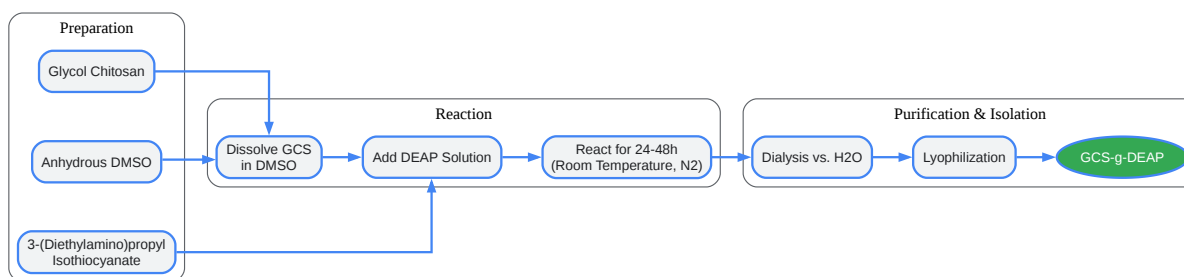 Preparation
Glycol Chitosan
Anhydrous DMSO
3-(Diethylamino)propyl
Isothiocyanate
Reaction
Dissolve GCS
in DMSO
Add DEAP Solution
React for 24-48h
(Room Temperature, N2)
Purification & Isolation
Dialysis vs. H2O
Lyophilization
GCS-g-DEAP